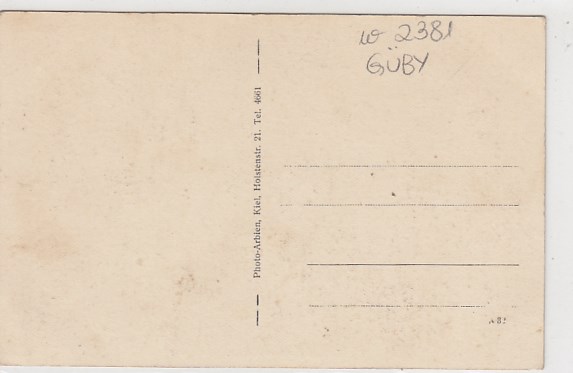 w 2381
GÜBY
Photo-Arbien, Kiel, Holstenstr. 21. Tel. 4661